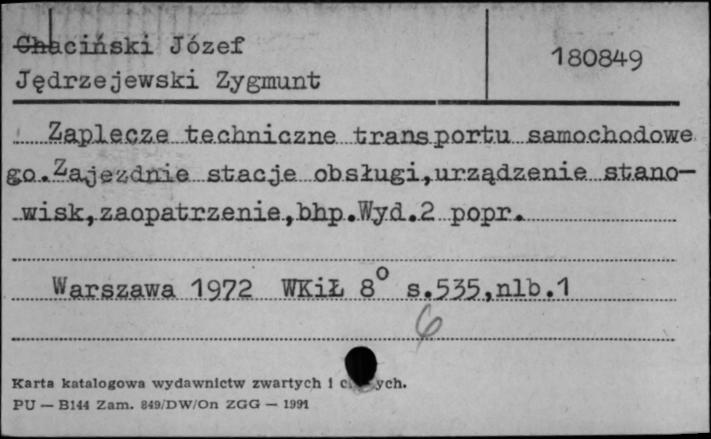 Chaciński Józef
180849
Jędrzejewski Zygmunt
Zaplecze techniczne transportu samochodowe
go.Zajezdnie stacje obsługi,urządzenie stano-
wisk,zaopatrzenie,bhp.Wyd.2 popr.
Warszawa 1972 WKiŁ 8° s.535,nlb.1
6
Karta katalogowa wydawnictw zwartych i
PU — B144 Zam. 849/DW/On ZGG — 1991